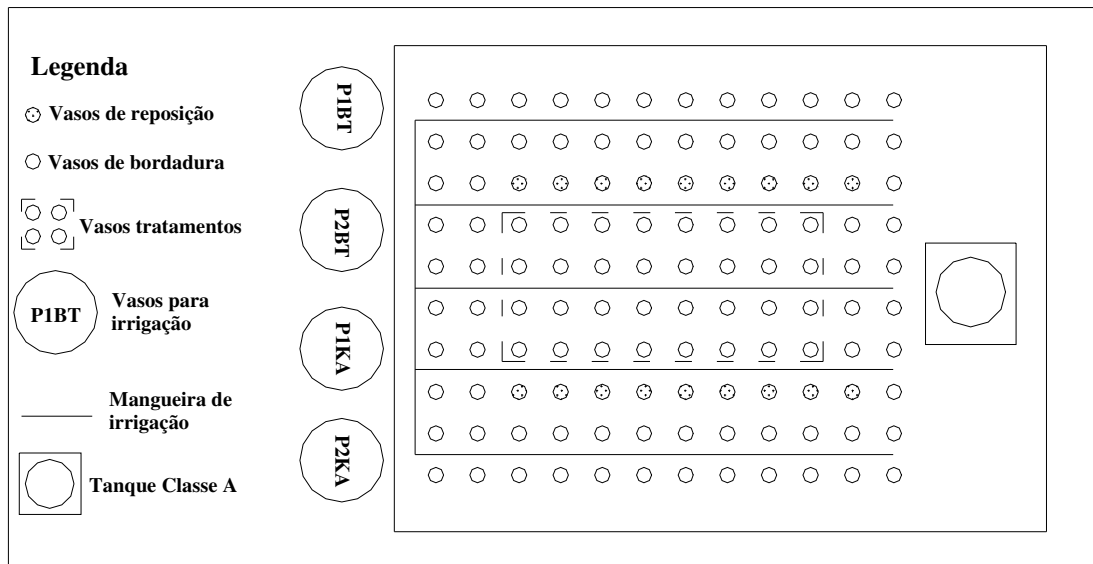 Legenda
Vasos de reposição
Vasos de bordadura
Vasos tratamentos
P1BT
Vasos para
irrigação
Mangueira de
irrigação
Tanque Classe A
P1BT
P2BT
P1KA
P2KA